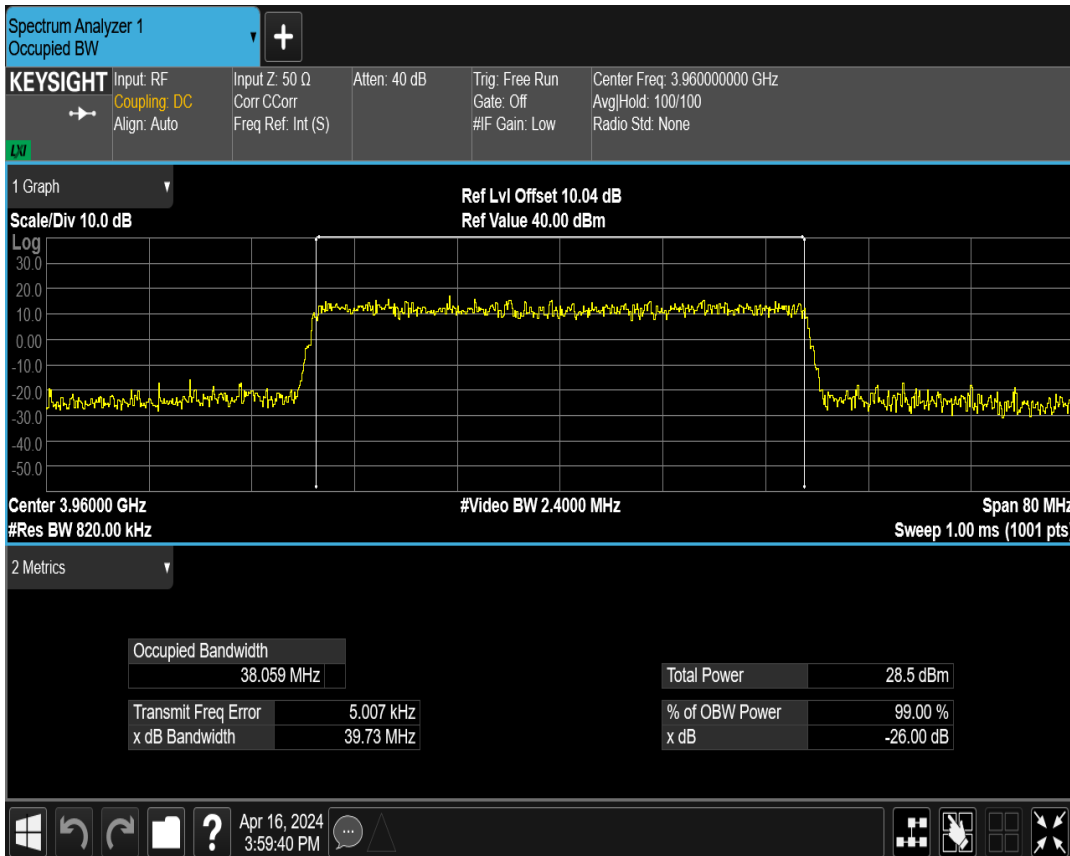 Spectrum Analyzer 1
Occupied BW
+
KEYSIGHT
Input: RF
Coupling: DC
Align: Auto
Input Z: 50 Ω
Corr CCorr
Freq Ref: Int (S)
Atten: 40 dB
Trig: Free Run
Gate: Off
#IF Gain: Low
Center Freq: 3.960000000 GHz
Avg|Hold: 100/100
Radio Std: None
LXI
1 Graph
Scale/Div 10.0 dB
Ref Lvl Offset 10.04 dB
Ref Value 40.00 dBm
Log
30.0
20.0
10.0
0.00
-10.0
-20.0
-30.0
-40.0
-50.0
Center 3.96000 GHz
#Video BW 2.4000 MHz
Span 80 MHz
#Res BW 820.00 kHz
Sweep 1.00 ms (1001 pts)
2 Metrics
Occupied Bandwidth
38.059 MHz
Total Power 28.5 dBm
Transmit Freq Error 5.007 kHz
% of OBW Power 99.00 %
x dB Bandwidth 39.73 MHz
x dB -26.00 dB
?
Apr 16, 2024
3:59:40 PM